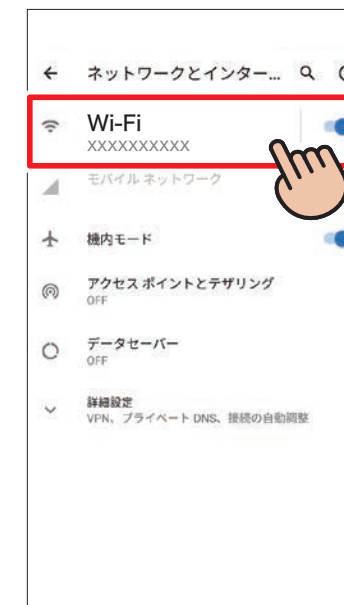 ネットワークとインター...
Wi-Fi
XXXXXXXXXX
モバイル ネットワーク
機内モード
アクセス ポイントとテザリング
OFF
データセーバー
OFF
詳細設定
VPN、プライベート DNS、接続の自動調整